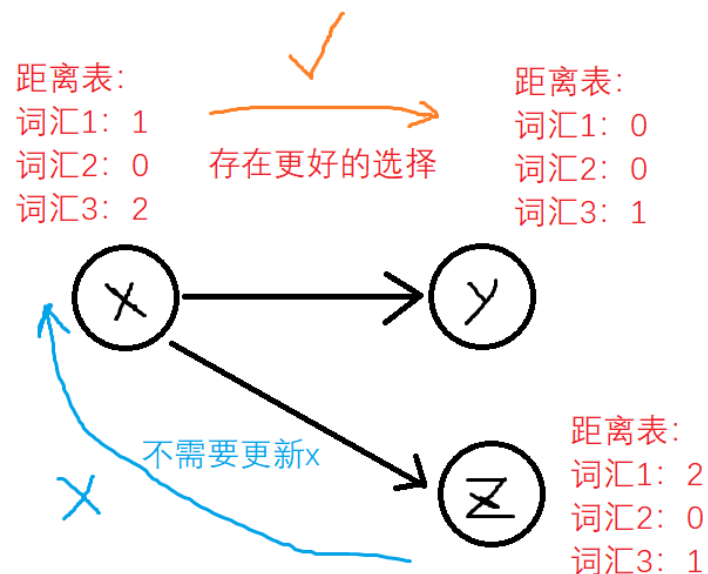 距离表:
词汇1: 1
词汇2: 0
词汇3: 2
存在更好的选择
距离表:
词汇1: 0
词汇2: 0
词汇3: 1
x
y
不需要更新x
z
距离表:
词汇1: 2
词汇2: 0
词汇3: 1